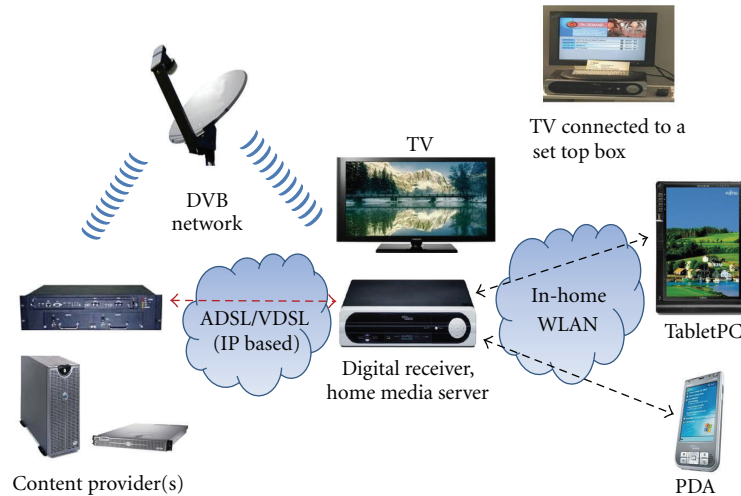 TV connected to a
set top box
TV
DVB
network
ADSL/VDSL
(IP based)
In-home
WLAN
TabletPC
Digital receiver,
home media server
Content provider(s)
PDA